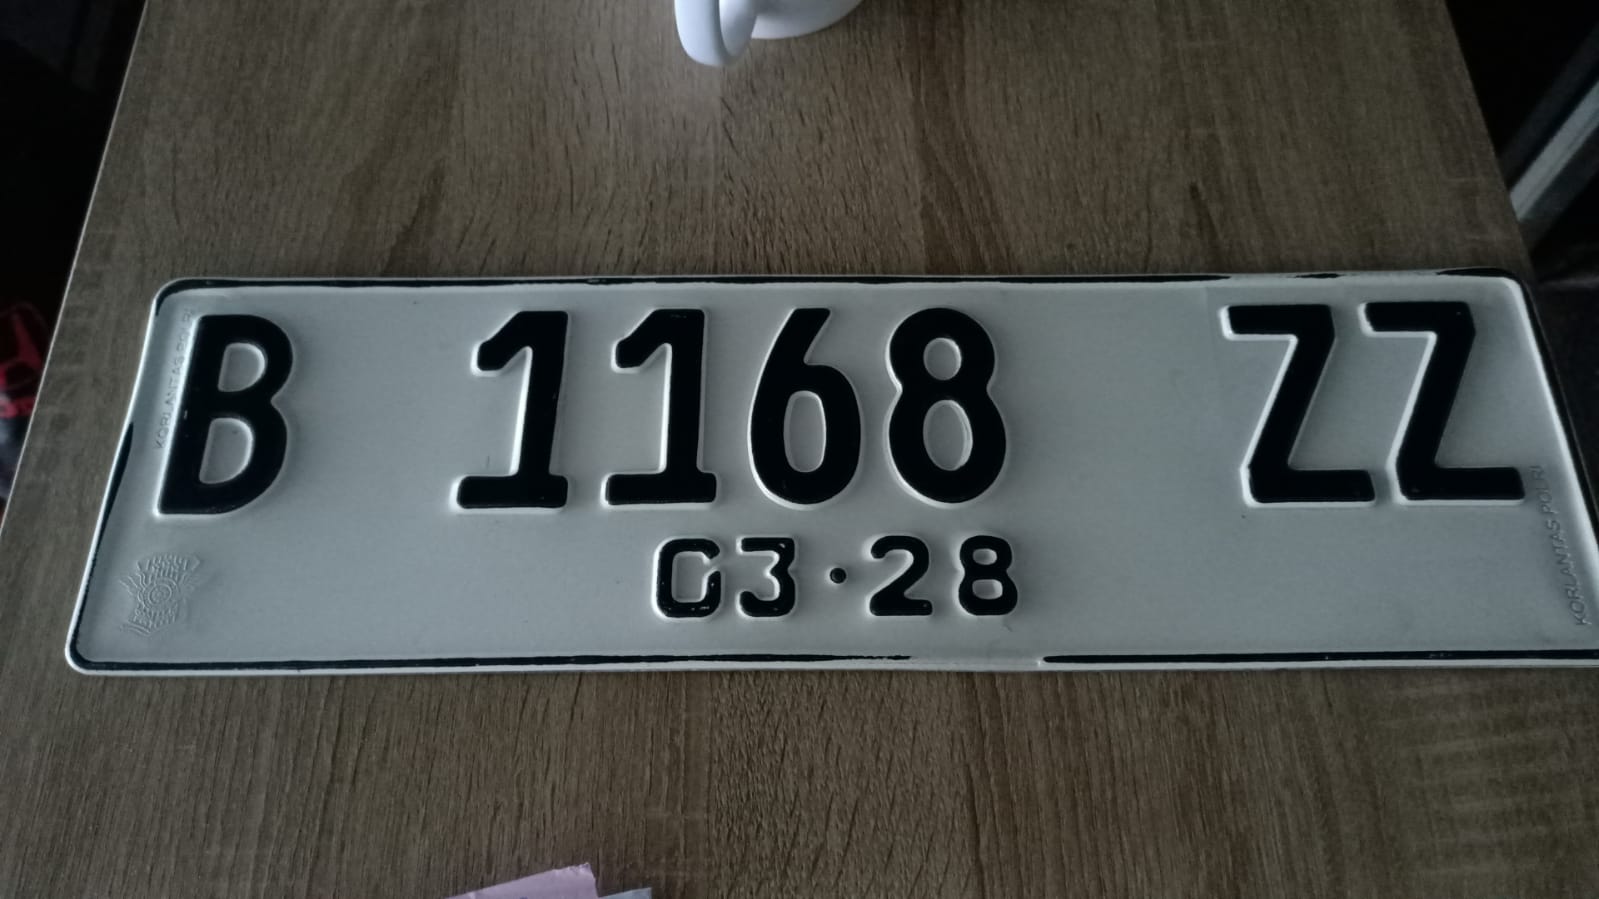 B 1168 ZZ
03·28
KORLANTAS POLRI
KORLANTAS POLRI